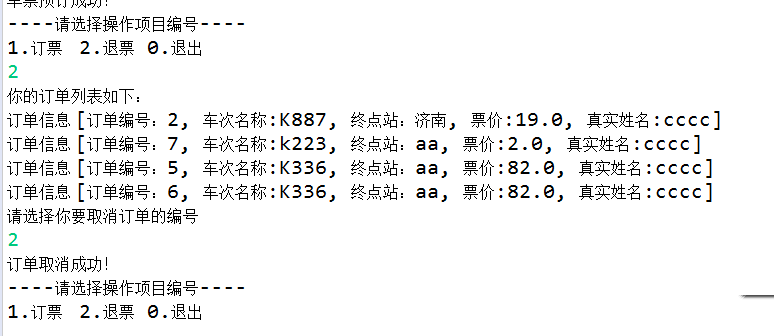 车票预订成功!
----请选择操作项目编号----
1.订票 2.退票 0.退出
2
你的订单列表如下:
订单信息[订单编号: 2, 车次名称:K887, 终点站: 济南, 票价:19.0, 真实姓名:cccc]
订单信息[订单编号: 7, 车次名称:k223, 终点站: aa, 票价:2.0, 真实姓名:cccc]
订单信息[订单编号: 5, 车次名称:K336, 终点站: aa, 票价:82.0, 真实姓名:cccc]
订单信息[订单编号: 6, 车次名称:K336, 终点站: aa, 票价:82.0, 真实姓名:cccc]
请选择你要取消订单的编号
2
订单取消成功!
----请选择操作项目编号----
1.订票 2.退票 0.退出